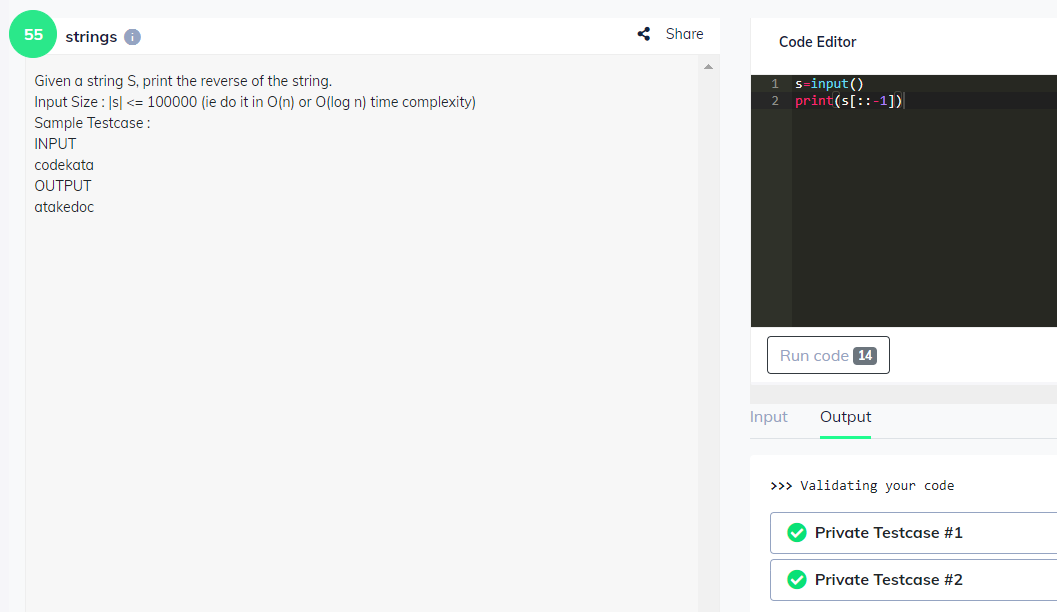 55
strings
i
Share
Given a string S, print the reverse of the string.
Input Size : |s| <= 100000 (ie do it in O(n) or O(log n) time complexity)
Sample Testcase :
INPUT
codekata
OUTPUT
atakedoc
Code Editor
1 s=input()
2 print(s[::-1])
Run code 14
Input Output
>>> Validating your code
Private Testcase #1
Private Testcase #2